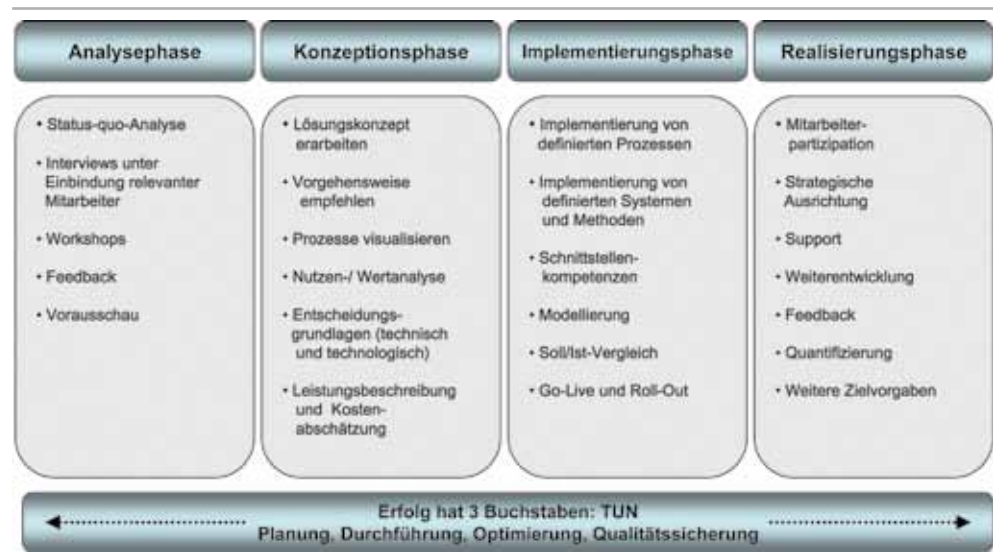 Analysephase
• Status-quo-Analyse
• Interviews unter
Einbindung relevanter
Mitarbeiter
• Workshops
• Feedback
• Vorausschau
Konzeptionsphase
• Lösungskonzept
erarbeiten
• Vorgehensweise
empfehlen
• Prozesse visualisieren
• Nutzen-/ Wertanalyse
• Entscheidungs-
grundlagen (technisch
und technologisch)
• Leistungsbeschreibung
und Kosten-
abschätzung
Implementierungsphase
• Implementierung von
definierten Prozessen
• Implementierung von
definierten Systemen
und Methoden
• Schnittstellen-
kompetenzen
• Modellierung
• Soll/Ist-Vergleich
• Go-Live und Roll-Out
Realisierungsphase
• Mitarbeiter-
partizipation
• Strategische
Ausrichtung
• Support
• Weiterentwicklung
• Feedback
• Quantifizierung
• Weitere Zielvorgaben
Erfolg hat 3 Buchstaben: TUN
Planung, Durchführung, Optimierung, Qualitätssicherung